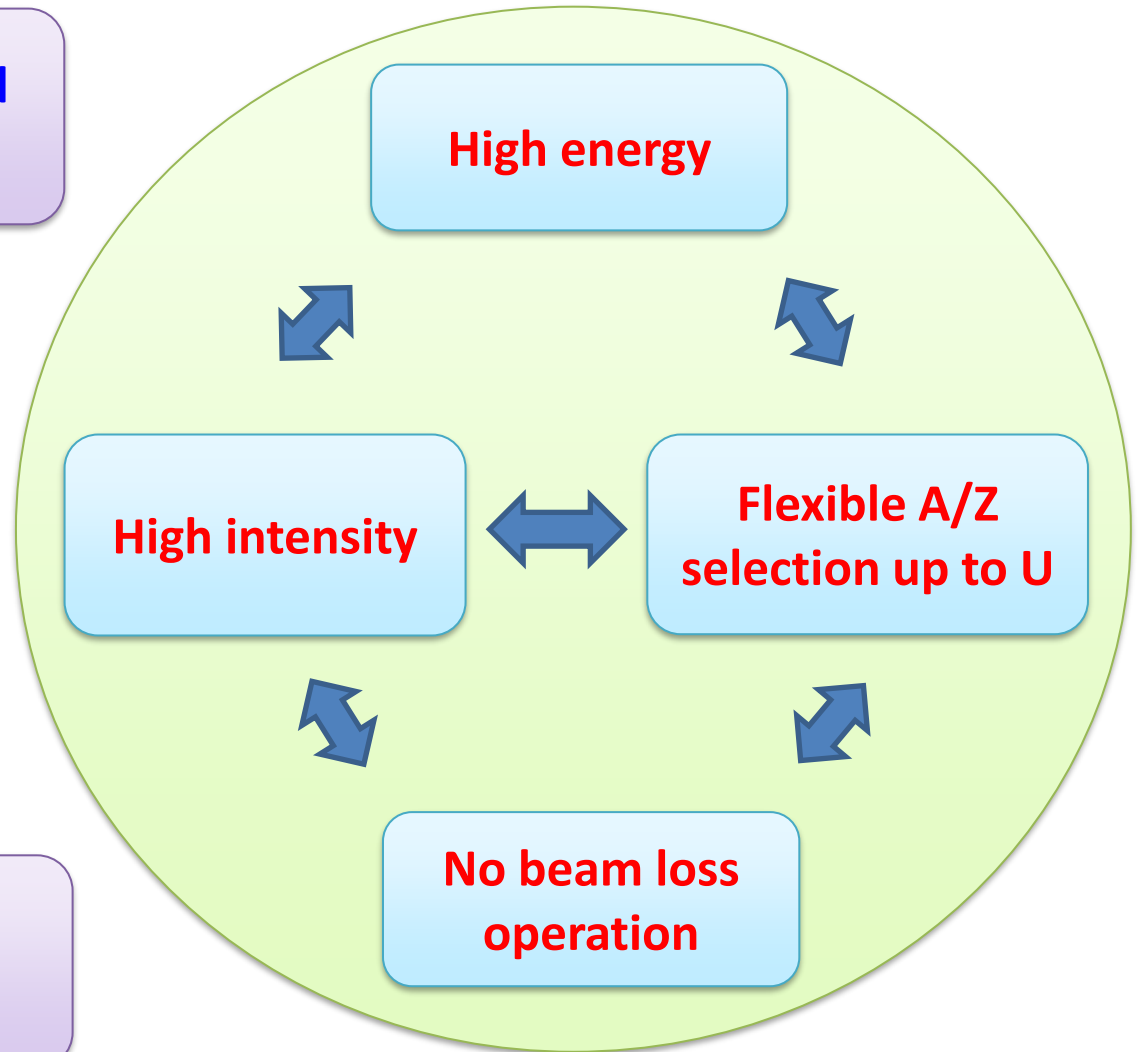 High energy
High intensity
Flexible A/Z
selection up to U
No beam loss
operation